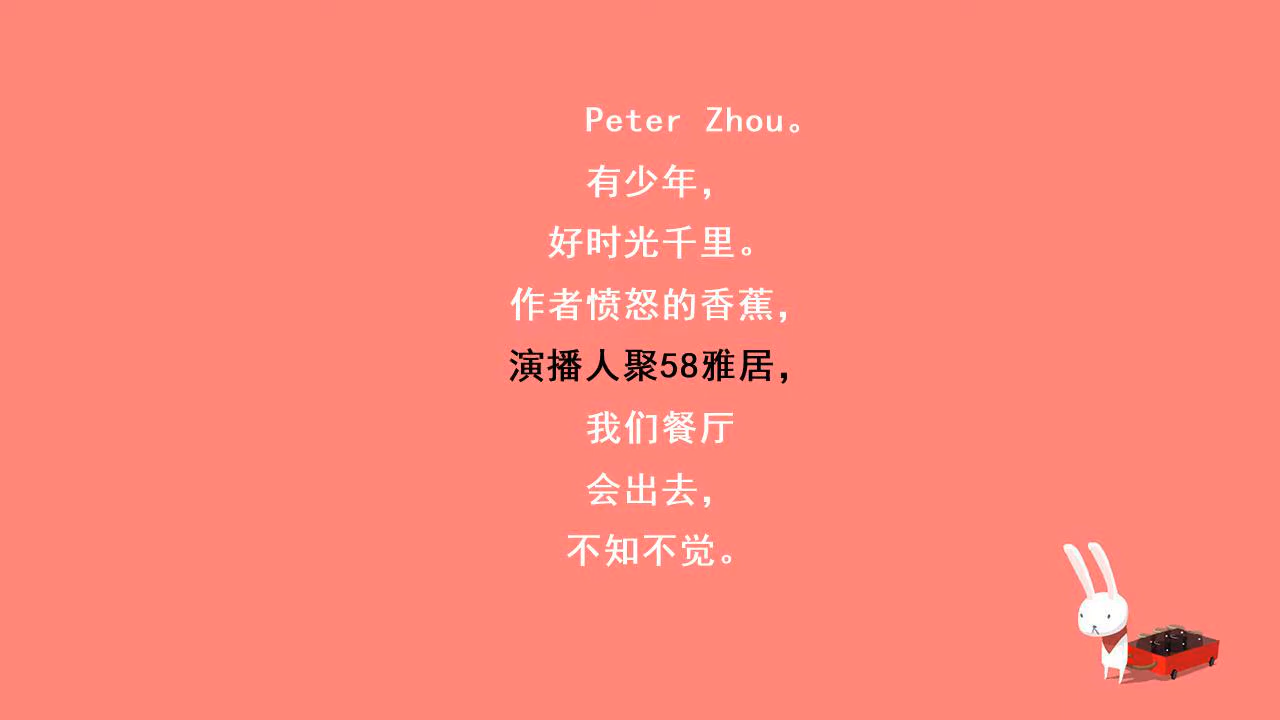 Peter Zhou。
有少年，
好时光千里。
作者愤怒的香蕉，
演播人聚58雅居，
我们餐厅
会出去，
不知不觉。